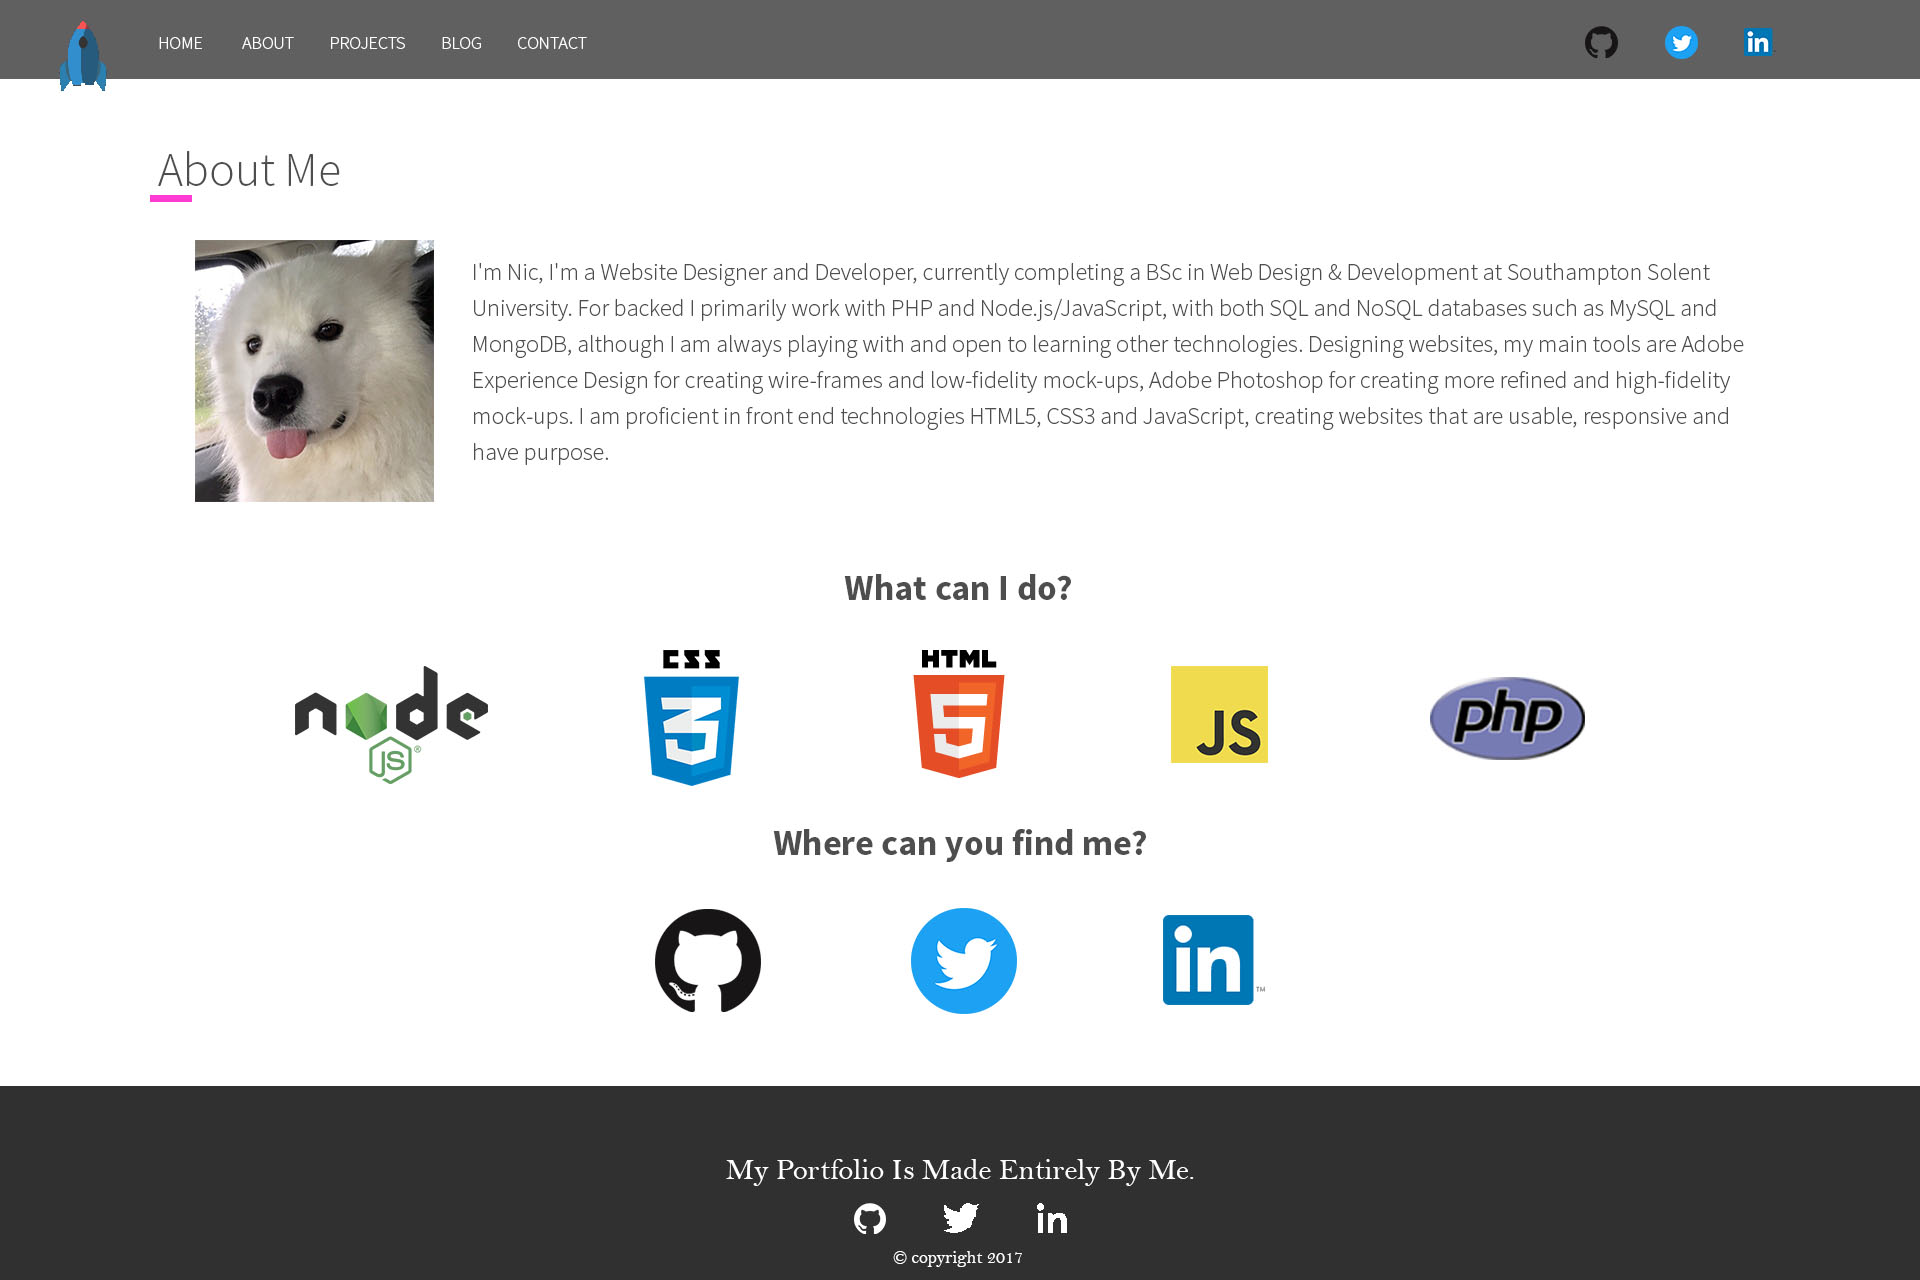 HOME ABOUT PROJECTS BLOG CONTACT
in
About Me
I'm Nic, I'm a Website Designer and Developer, currently completing a BSc in Web Design & Development at Southampton Solent
University. For backed I primarily work with PHP and Node.js/JavaScript, with both SQL and NoSQL databases such as MySQL and
MongoDB, although I am always playing with and open to learning other technologies. Designing websites, my main tools are Adobe
Experience Design for creating wire-frames and low-fidelity mock-ups, Adobe Photoshop for creating more refined and high-fidelity
mock-ups. I am proficient in front end technologies HTML5, CSS3 and JavaScript, creating websites that are usable, responsive and
have purpose.
What can I do?
node JS ®
CSS 3
HTML 5
JS
php
Where can you find me?
in ™
My Portfolio Is Made Entirely By Me.
in
© copyright 2017